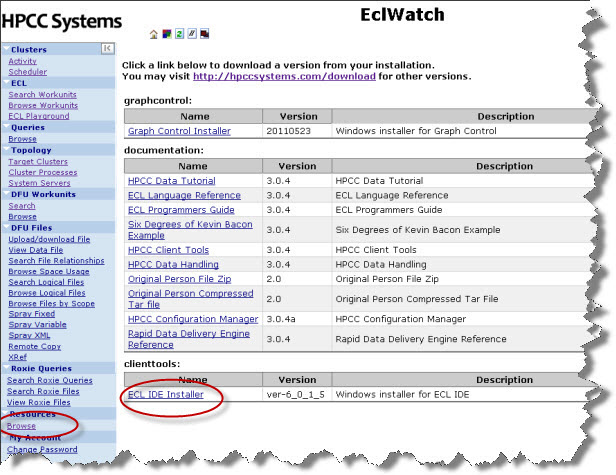 HPCC Systems
EclWatch
Clusters
Activity
Scheduler
ECL
Search Workunits
Browse Workunits
ECL Playground
Queries
Browse
Topology
Target Clusters
Cluster Processes
System Servers
DFU Workunits
Search
Browse
DFU Files
Upload/download File
View Data File
Search File Relationships
Browse Space Usage
Search Logical Files
Browse Logical Files
Browse Files by Scope
Spray Fixed
Spray Variable
Spray XML
Remote Copy
XRef
Roxie Queries
Search Roxie Queries
Search Roxie Files
View Roxie Files
Resources
Browse
My Account
Change Password
Click a link below to download a version from your installation.
You may visit http://hpccsystems.com/download for other versions.
graphcontrol:
Name Version Description
Graph Control Installer 20110523 Windows installer for Graph Control
documentation:
Name Version Description
HPCC Data Tutorial 3.0.4 HPCC Data Tutorial
ECL Language Reference 3.0.4 ECL Language Reference
ECL Programmers Guide 3.0.4 ECL Programmers Guide
Six Degrees of Kevin Bacon
Example 3.0.4 Six Degrees of Kevin Bacon Example
HPCC Client Tools 3.0.4 HPCC Client Tools
HPCC Data Handling 3.0.4 HPCC Data Handling
Original Person File Zip 2.0 Original Person File Zip
Original Person Compressed
Tar file 2.0 Original Person Compressed Tar File
HPCC Configuration Manager 3.0.4a HPCC Configuration Manager
Rapid Data Delivery Engine
Reference 3.0.4 Rapid Data Delivery Engine Reference
clienttools:
Name Version Description
ECL IDE Installer ver-6_0_1_5 Windows installer for ECL IDE